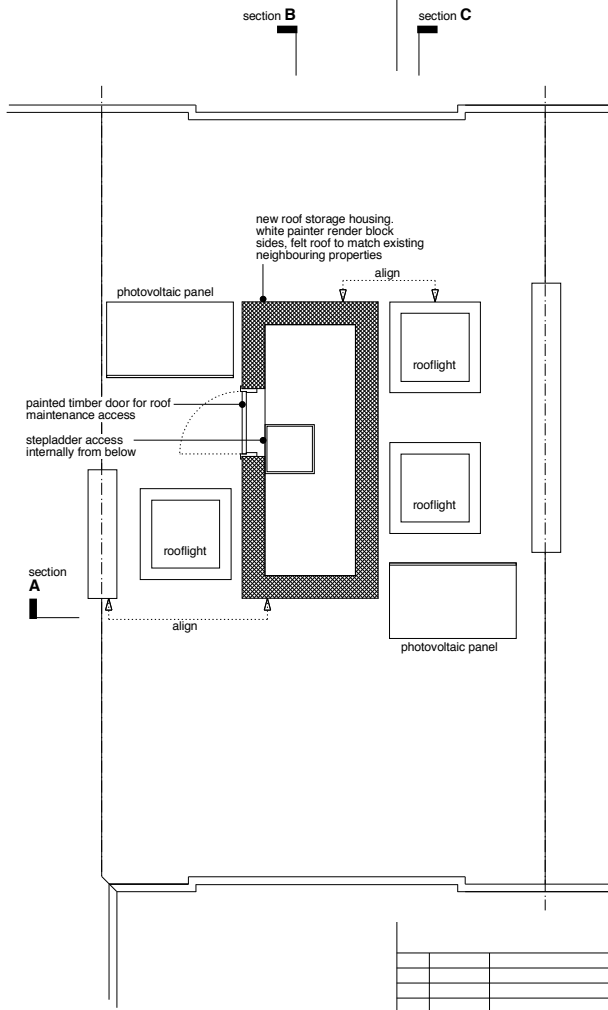 section B
section C
new roof storage housing.
white painter render block
sides, felt roof to match existing
neighbouring properties
align
photovoltaic panel
rooflight
painted timber door for roof
maintenance access
stepladder access
internally from below
rooflight
rooflight
section
A
align
photovoltaic panel